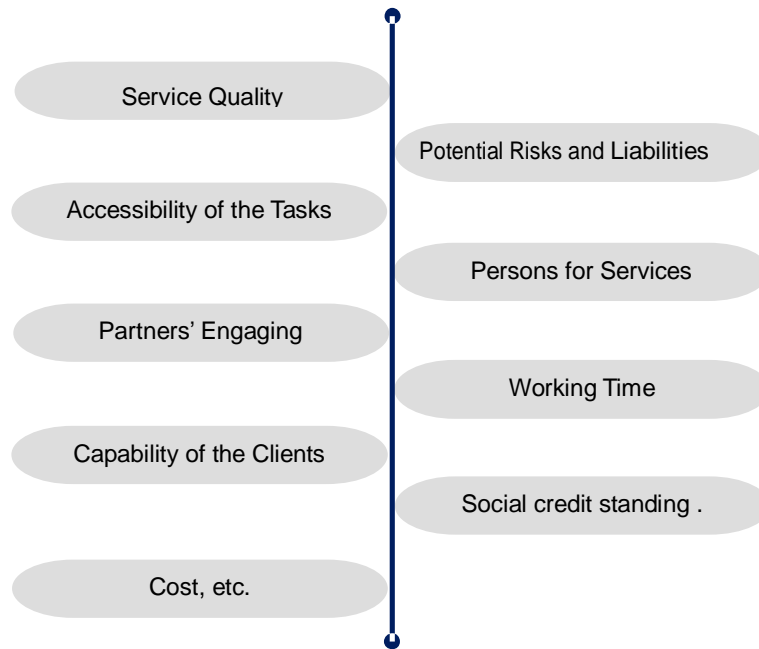 Service Quality
Potential Risks and Liabilities
Accessibility of the Tasks
Persons for Services
Partners’ Engaging
Working Time
Capability of the Clients
Social credit standing .
Cost, etc.